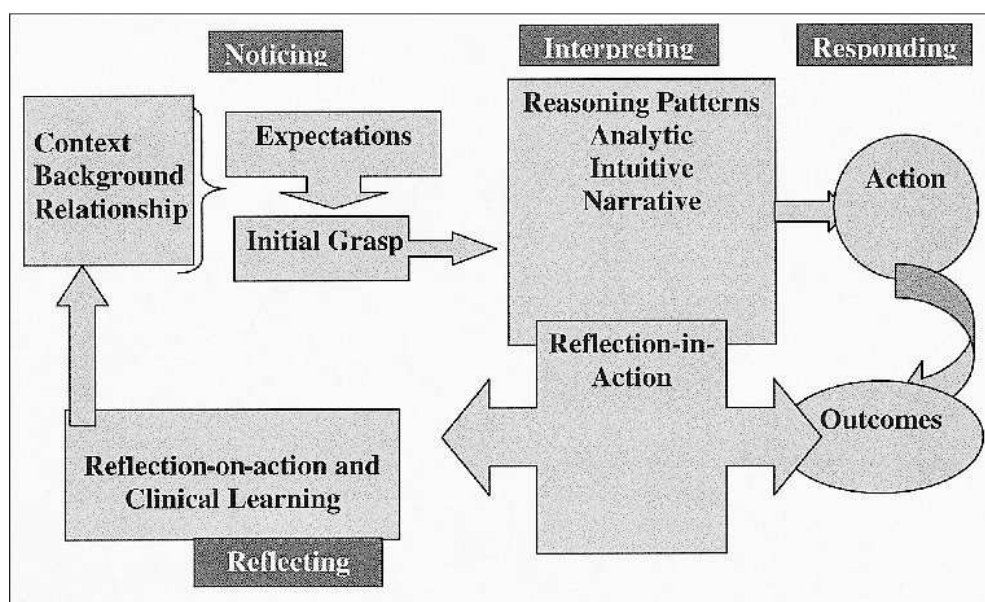 Noticing
Interpreting
Responding
Context
Background
Relationship
Expectations
Initial Grasp
Reasoning Patterns
Analytic
Intuitive
Narrative
Action
Reflection-in-
Action
Outcomes
Reflection-on-action and
Clinical Learning
Reflecting